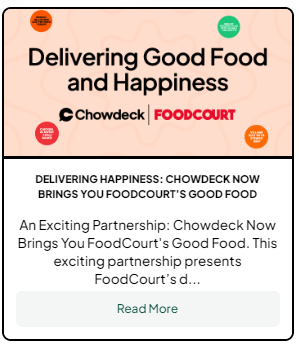 Delivering Good Food
and Happiness
Chowdeck | FOODCOURT
DELIVERING HAPPINESS: CHOWDECK NOW
BRINGS YOU FOODCOURT'S GOOD FOOD
An Exciting Partnership: Chowdeck Now
Brings You FoodCourt's Good Food. This
exciting partnership presents
FoodCourt's d...
Read More